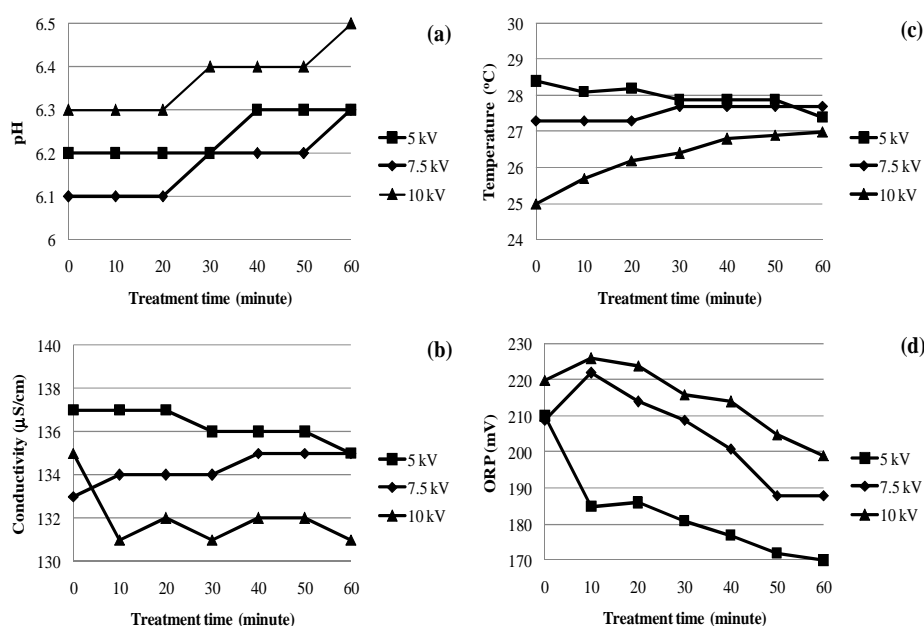 (a)
pH
6.5
6.4
6.3
6.2
6.1
6
0 10 20 30 40 50 60
Treatment time (minute)
5 kV
7.5 kV
10 kV
(c)
Temperature (°C)
30
29
28
27
26
25
24
0 10 20 30 40 50 60
Treatment time (minute)
5 kV
7.5 kV
10 kV
(b)
Conductivity (µS/cm)
140
138
136
134
132
130
0 10 20 30 40 50 60
Treatment time (minute)
5 kV
7.5 kV
10 kV
(d)
ORP (mV)
230
220
210
200
190
180
170
0 10 20 30 40 50 60
Treatment time (minute)
5 kV
7.5 kV
10 kV